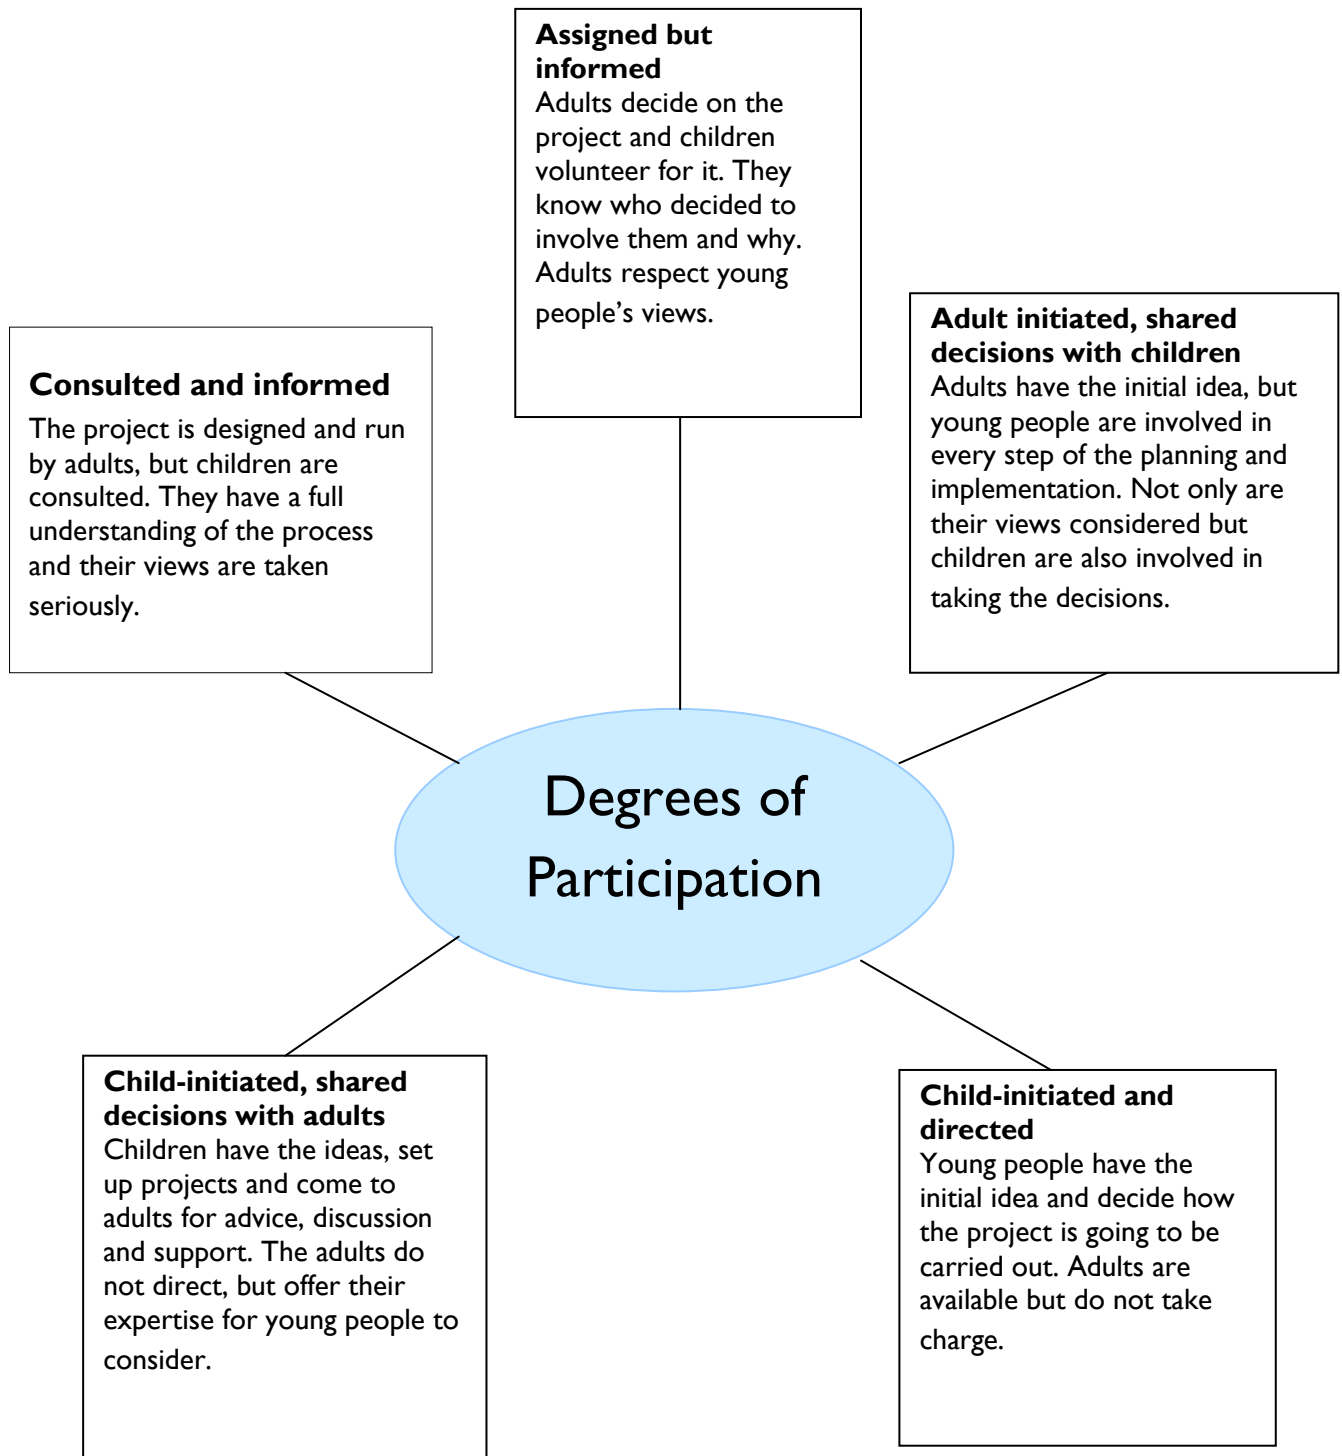 Assigned but
informed
Adults decide on the
project and children
volunteer for it. They
know who decided to
involve them and why.
Adults respect young
people’s views.
Consulted and informed
The project is designed and run
by adults, but children are
consulted. They have a full
understanding of the process
and their views are taken
seriously.
Adult initiated, shared
decisions with children
Adults have the initial idea, but
young people are involved in
every step of the planning and
implementation. Not only are
their views considered but
children are also involved in
taking the decisions.
Degrees of
Participation
Child-initiated, shared
decisions with adults
Children have the ideas, set
up projects and come to
adults for advice, discussion
and support. The adults do
not direct, but offer their
expertise for young people to
consider.
Child-initiated and
directed
Young people have the
initial idea and decide how
the project is going to be
carried out. Adults are
available but do not take
charge.